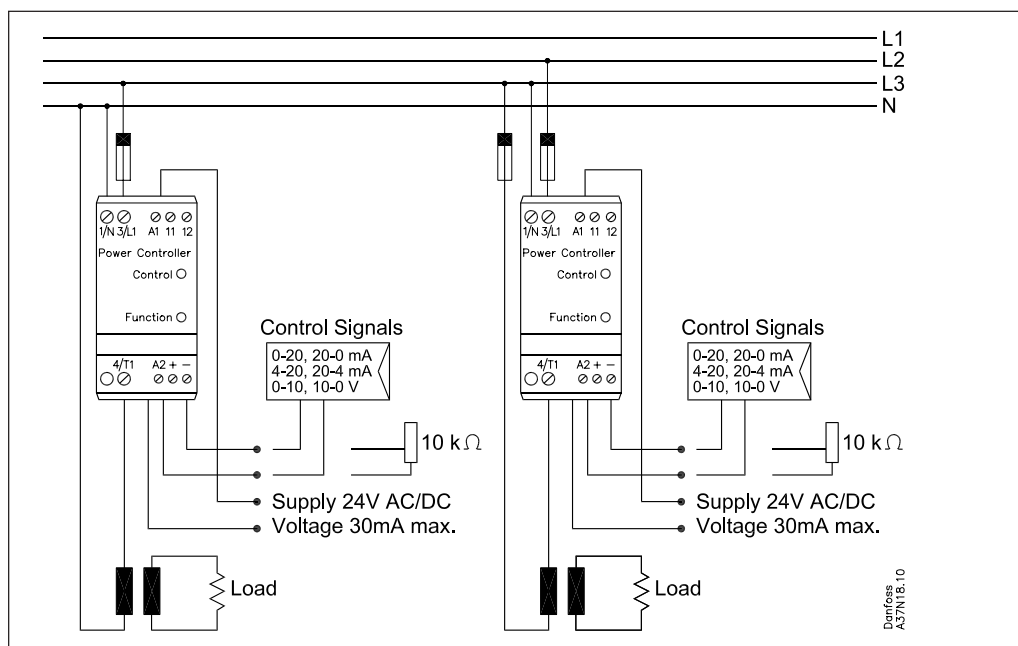 L1
L2
L3
N
1/N 3/L1 A1 11 12
Power Controller
Control
Function
4/T1 A2 + −
Control Signals
0-20, 20-0 mA
4-20, 20-4 mA
0-10, 10-0 V
10 kΩ
Supply 24V AC/DC
Voltage 30mA max.
Load
1/N 3/L1 A1 11 12
Power Controller
Control
Function
4/T1 A2 + −
Control Signals
0-20, 20-0 mA
4-20, 20-4 mA
0-10, 10-0 V
10 kΩ
Supply 24V AC/DC
Voltage 30mA max.
Load
Danfoss
A37N18.10